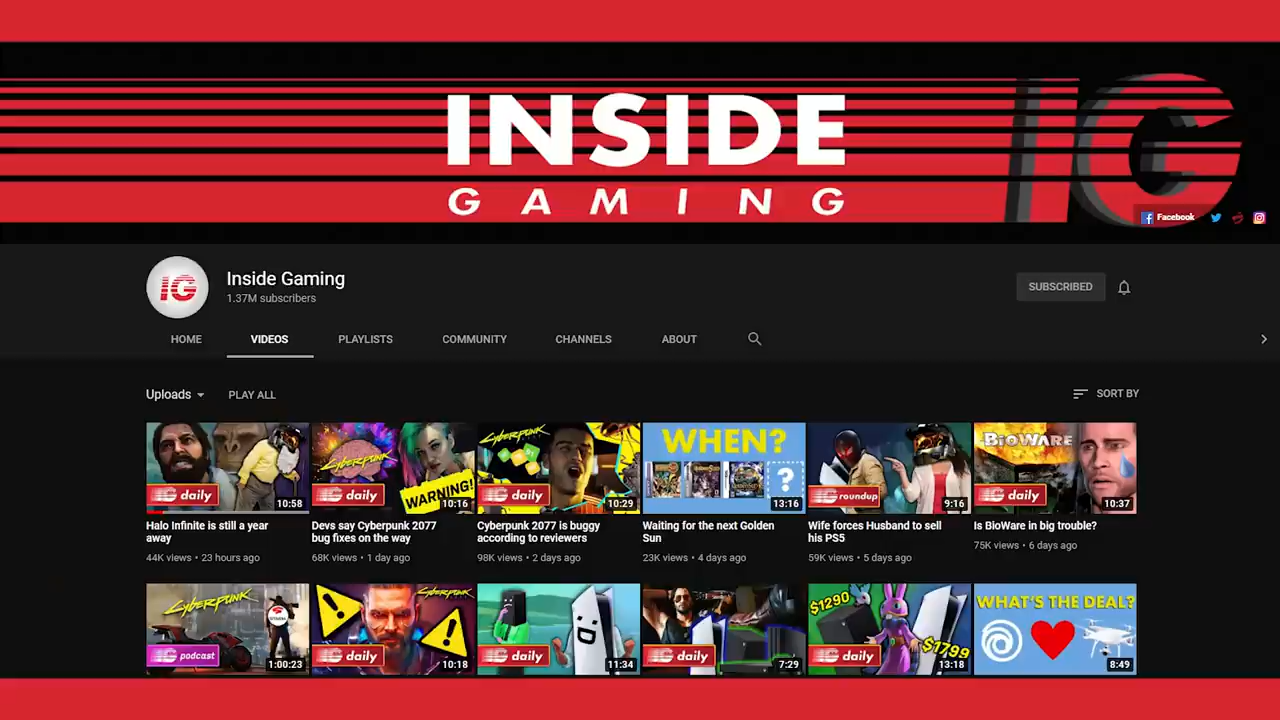 INSIDE
GAMING
IG
Facebook
IG
Inside Gaming
1.37M subscribers
SUBSCRIBED
HOME
VIDEOS
PLAYLISTS
COMMUNITY
CHANNELS
ABOUT
Uploads
PLAY ALL
SORT BY
IG daily
10:58
CYBERPUNK
WARNING!
IG daily
10:16
CYBERPUNK
IG daily
10:29
WHEN?
?
13:16
IG roundup
9:16
BIOWARE
IG daily
10:37
Halo Infinite is still a year
away
44K views • 23 hours ago
Devs say Cyberpunk 2077
bug fixes on the way
68K views • 1 day ago
Cyberpunk 2077 is buggy
according to reviewers
98K views • 2 days ago
Waiting for the next Golden
Sun
23K views • 4 days ago
Wife forces Husband to sell
his PS5
59K views • 5 days ago
Is BioWare in big trouble?
75K views • 6 days ago
CYBERPUNK
IG podcast
1:00:23
CYBERPUNK
IG daily
10:18
IG daily
11:34
IG daily
7:29
$1290
$1799
IG daily
13:18
WHAT'S THE DEAL?
8:49